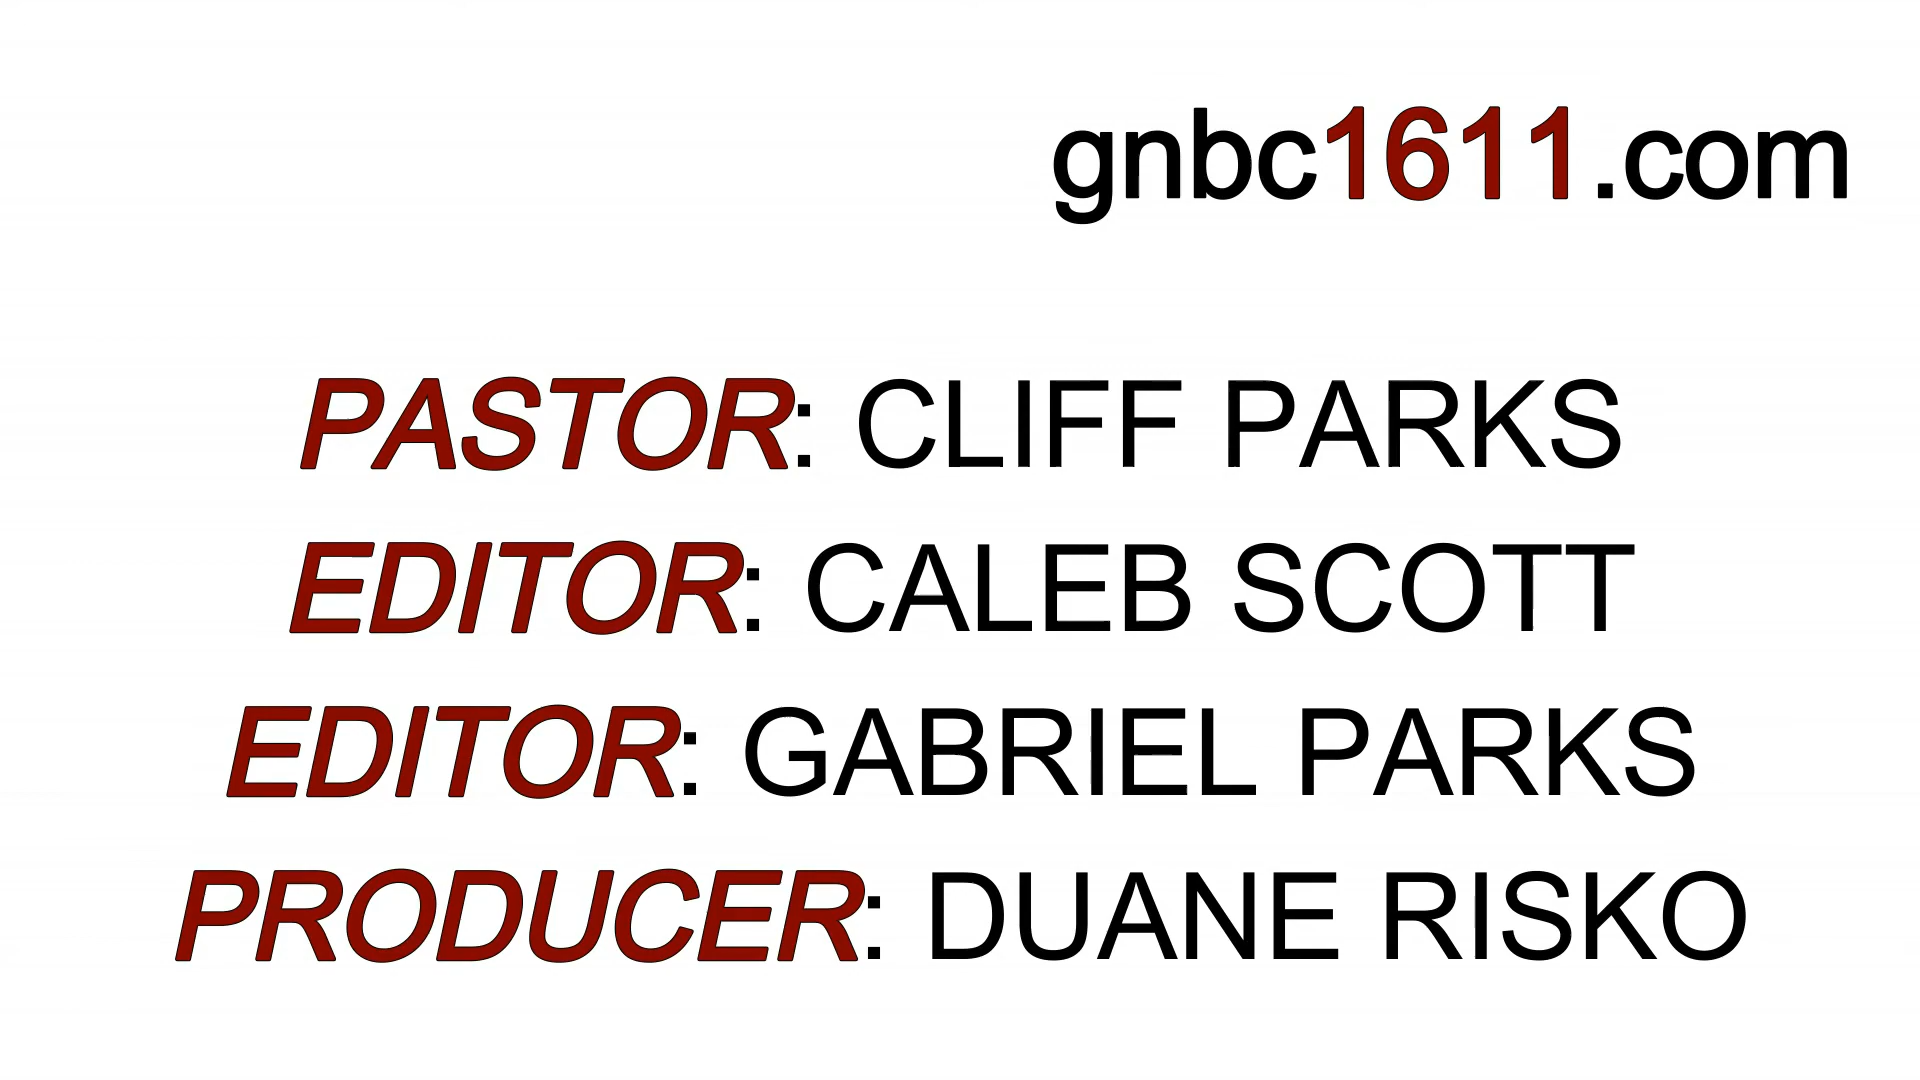 gnbc1611.com
PASTOR: CLIFF PARKS
EDITOR: CALEB SCOTT
EDITOR: GABRIEL PARKS
PRODUCER: DUANE RISKO